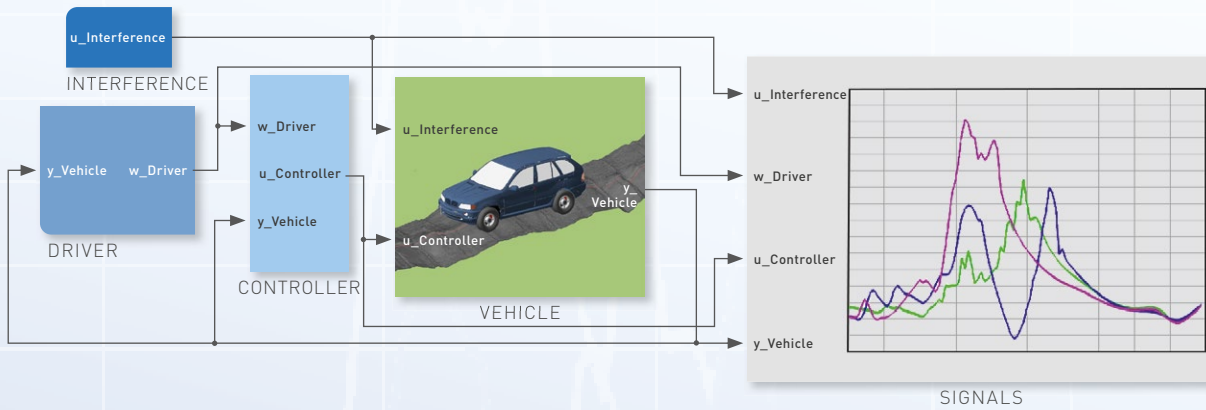 u_Interference
INTERFERENCE
y_Vehicle w_Driver
DRIVER
w_Driver
u_Controller
y_Vehicle
CONTROLLER
u_Interference
y_
Vehicle
u_Controller
VEHICLE
u_Interference
w_Driver
u_Controller
y_Vehicle
SIGNALS